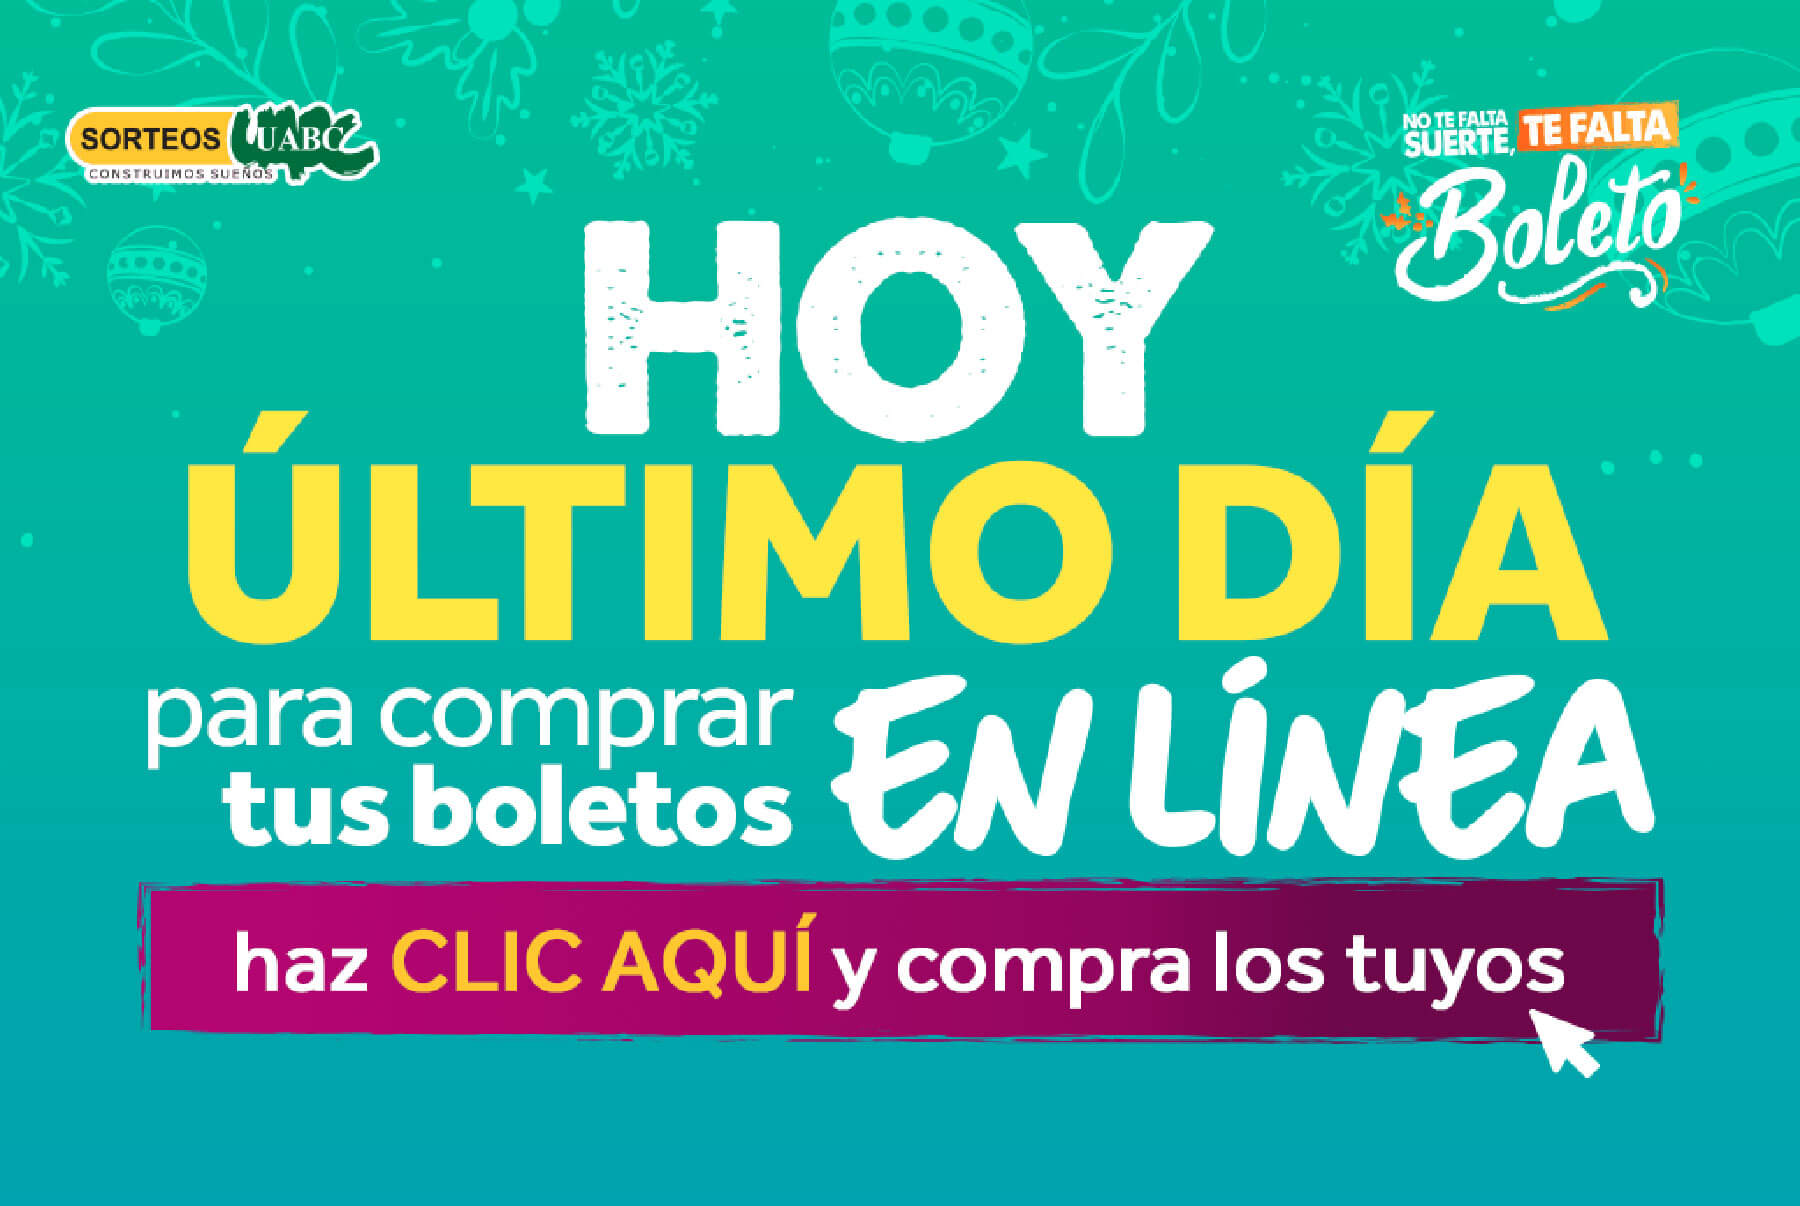 SORTEOS UABC
CONSTRUIMOS SUEÑOS
NO TE FALTA
SUERTE, TE FALTA
Boleto
HOY
ÚLTIMO DÍA
para comprar
tus boletos EN LÍNEA
haz CLIC AQUÍ y compra los tuyos